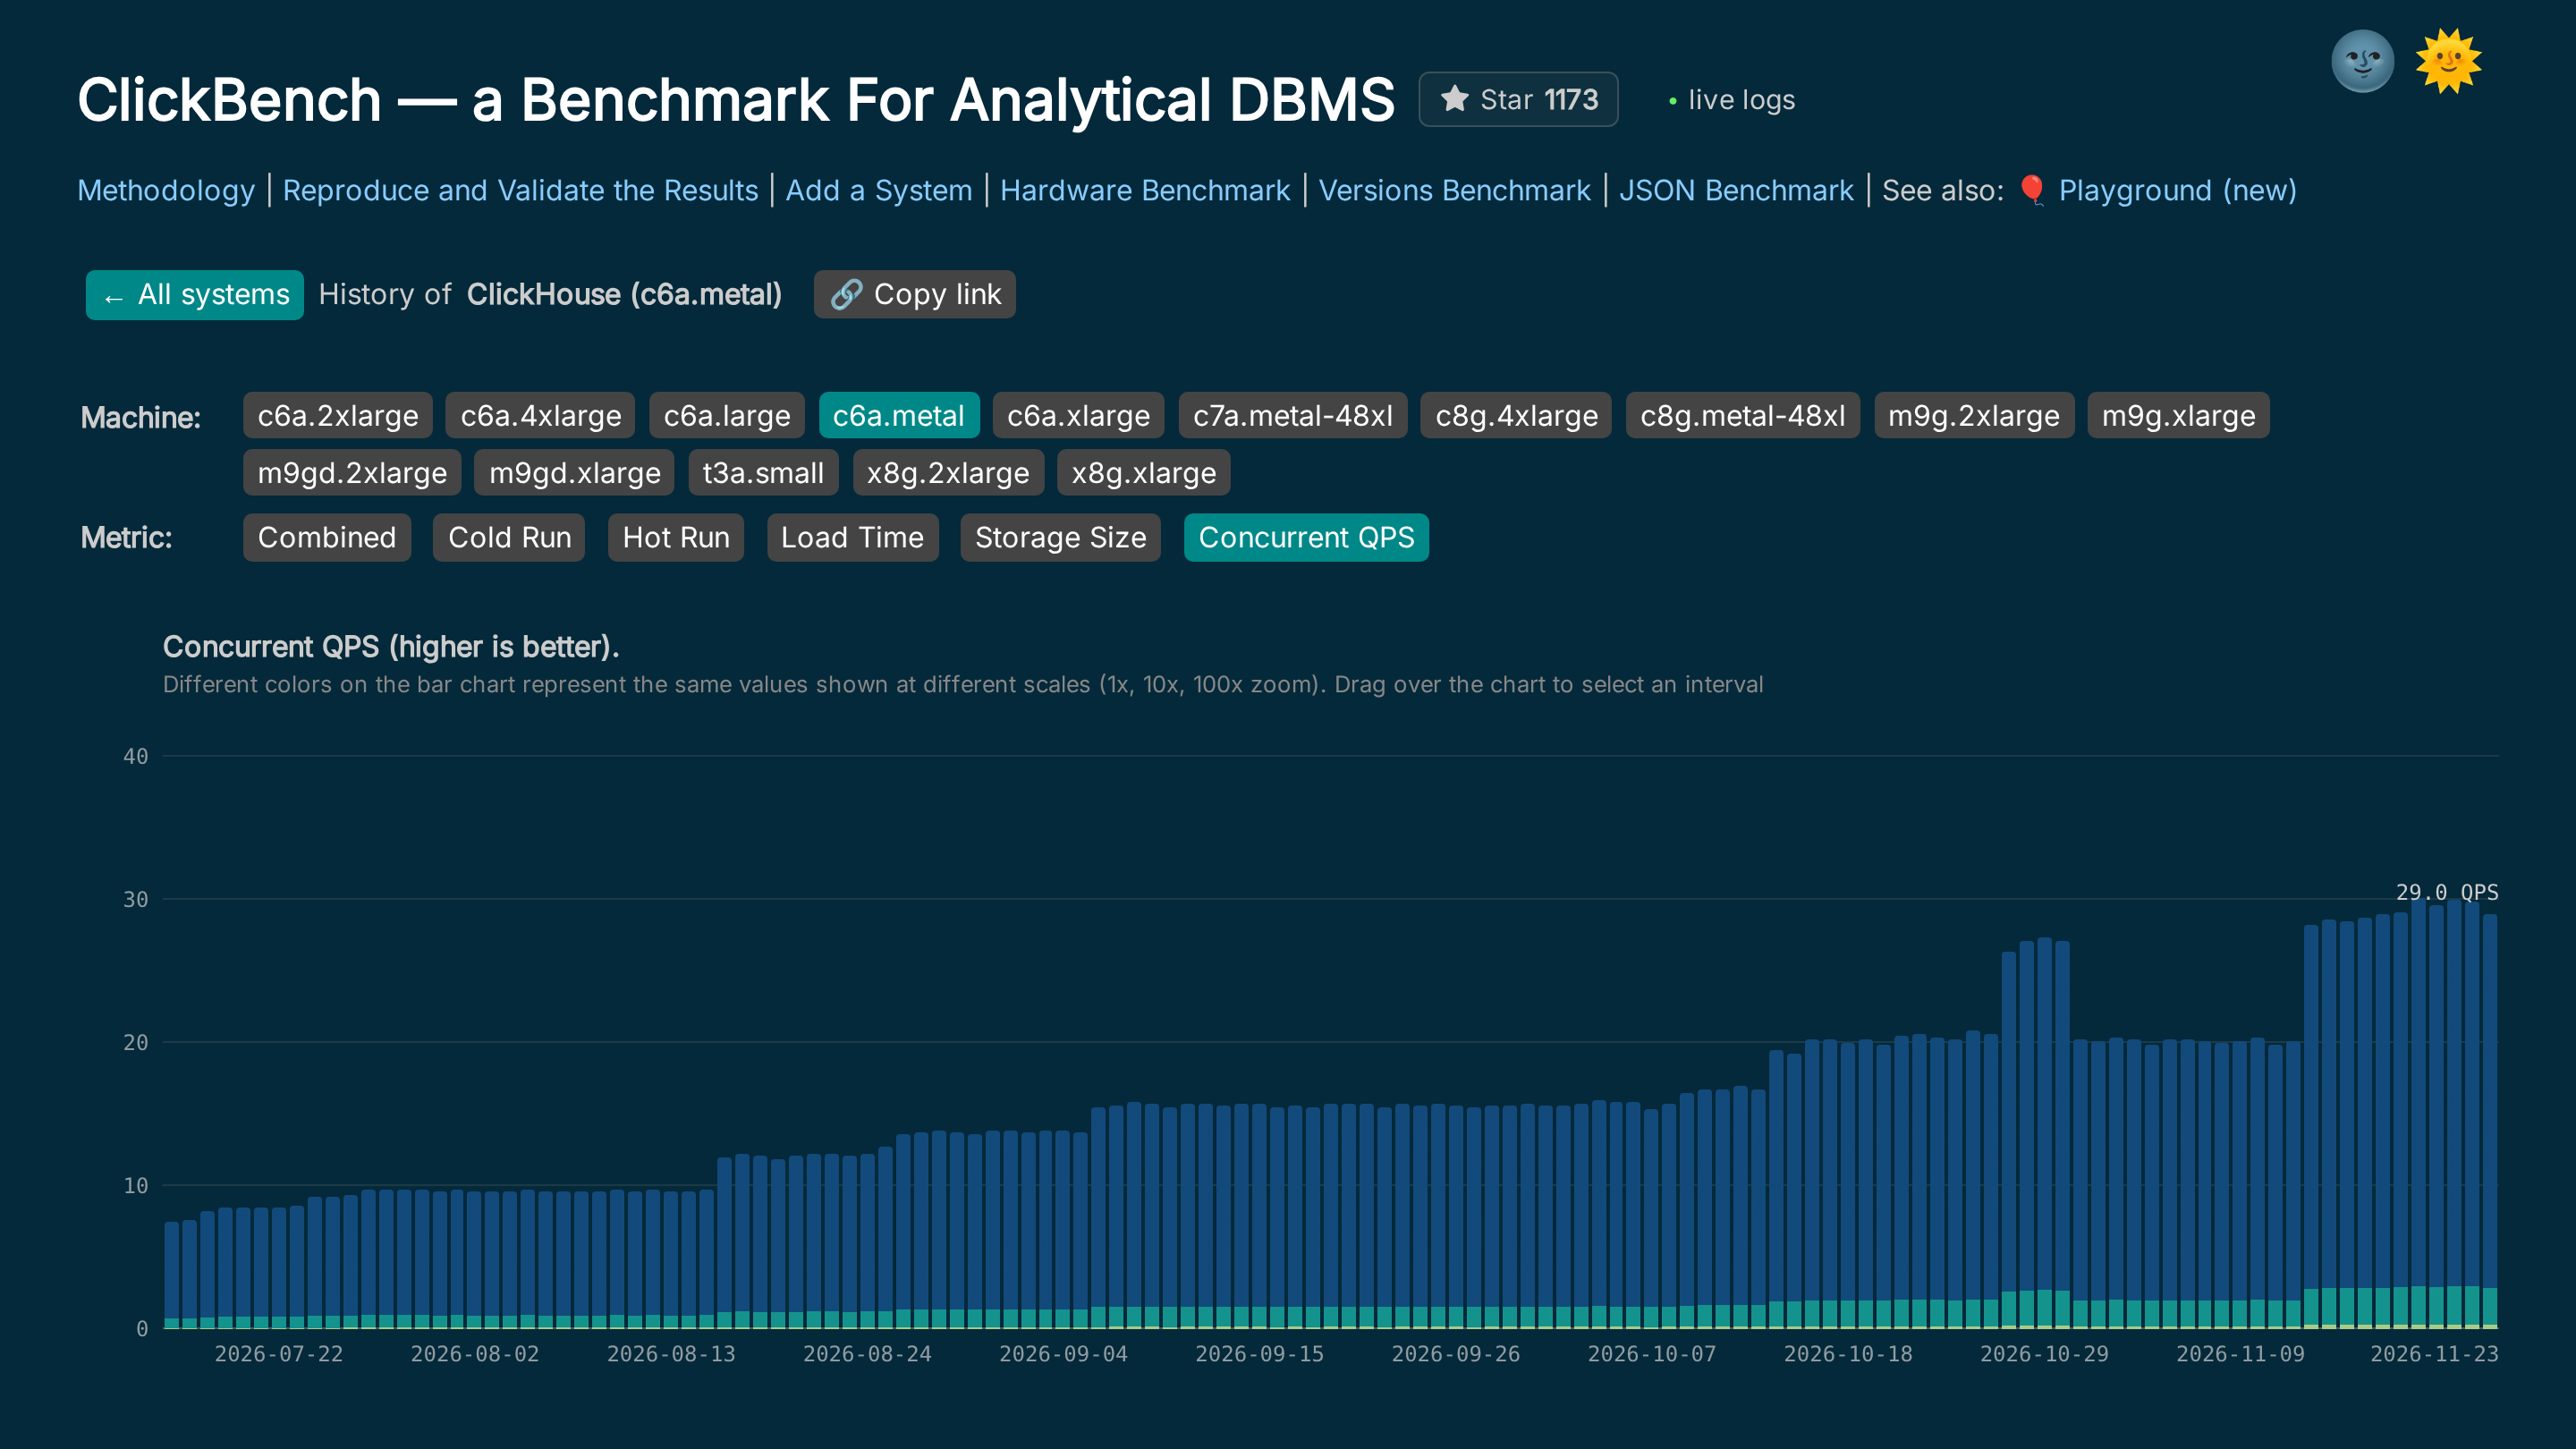 ClickBench — a Benchmark For Analytical DBMS
Star 1173
live logs
Methodology | Reproduce and Validate the Results | Add a System | Hardware Benchmark | Versions Benchmark | JSON Benchmark | See also: 🎈 Playground (new)
← All systems History of ClickHouse (c6a.metal) 🔗 Copy link
Machine: c6a.2xlarge c6a.4xlarge c6a.large c6a.metal c6a.xlarge c7a.metal-48xl c8g.4xlarge c8g.metal-48xl m9g.2xlarge m9g.xlarge
m9gd.2xlarge m9gd.xlarge t3a.small x8g.2xlarge x8g.xlarge
Metric: Combined Cold Run Hot Run Load Time Storage Size Concurrent QPS
Concurrent QPS (higher is better).
Different colors on the bar chart represent the same values shown at different scales (1x, 10x, 100x zoom). Drag over the chart to select an interval
40
30
29.0 QPS
20
10
0
2026-07-22 2026-08-02 2026-08-13 2026-08-24 2026-09-04 2026-09-15 2026-09-26 2026-10-07 2026-10-18 2026-10-29 2026-11-09 2026-11-23